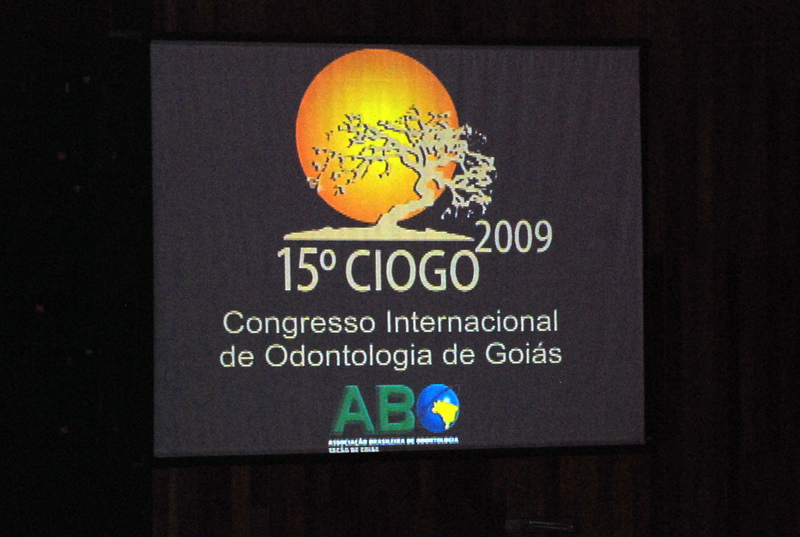 2009
15º CIOGO
Congresso Internacional
de Odontologia de Goiás
ABO
ASSOCIAÇÃO BRASILEIRA DE ODONTOLOGIA
SEÇÃO DE GOIÁS